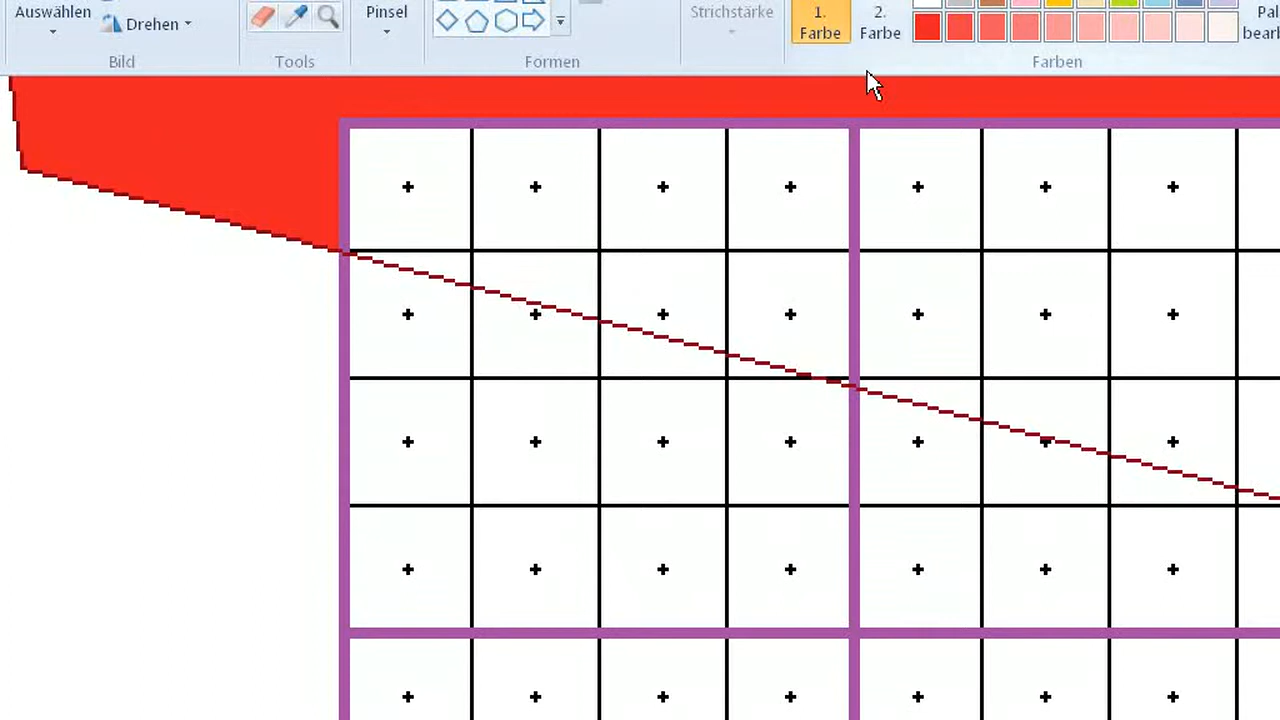 Auswählen
Drehen
Bild
Tools
Pinsel
Formen
Strichstärke
1.
Farbe
2.
Farbe
Farben